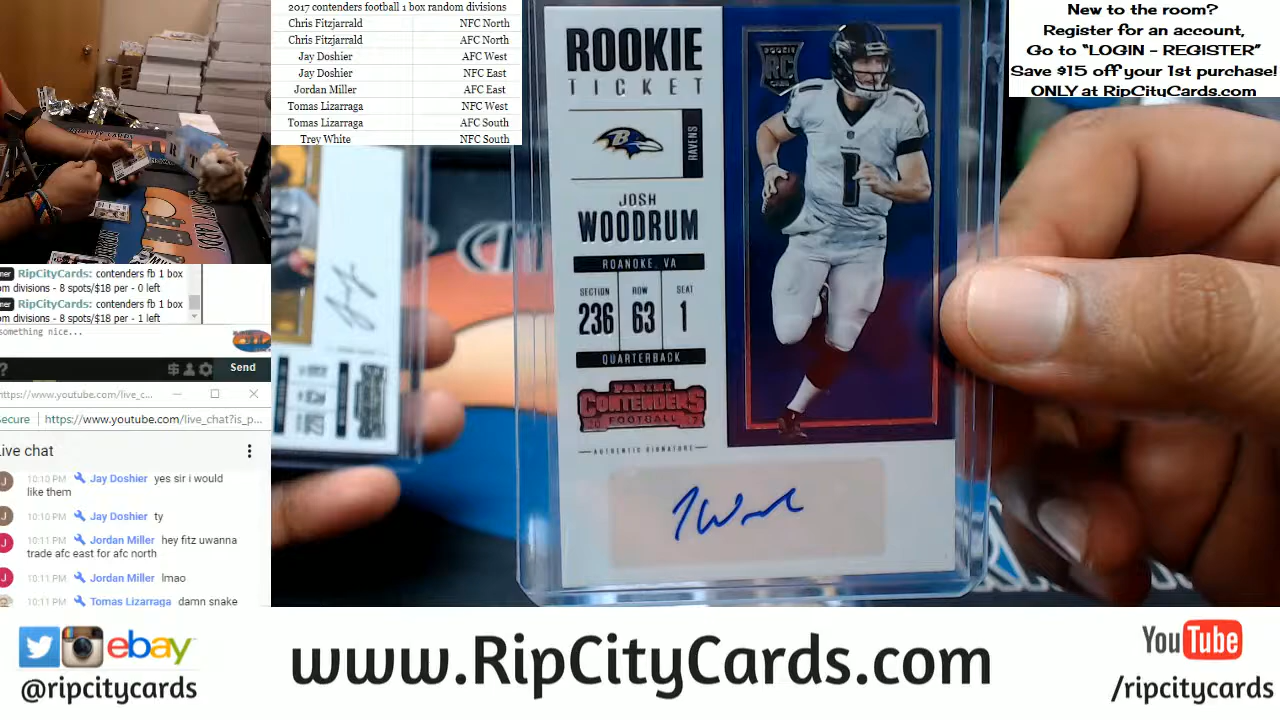 2017 contenders football 1 box random divisions
Chris Fitzjarrald NFC North
Chris Fitzjarrald AFC North
Jay Doshier AFC West
Jay Doshier NFC East
Jordan Miller AFC East
Tomas Lizarraga NFC West
Tomas Lizarraga AFC South
Trey White NFC South
New to the room?
Register for an account,
Go to “LOGIN - REGISTER”
Save $15 off your 1st purchase!
ONLY at RipCityCards.com
ROOKIE
TICKET
RAVENS
JOSH
WOODRUM
ROANOKE, VA
SECTION ROW SEAT
236 63 1
QUARTERBACK
PANINI
CONTENDERS
FOOTBALL
AUTHENTIC SIGNATURE
ROOKIE
RC
1
RipCityCards: contenders fb 1 box
om divisions - 8 spots/$18 per - 0 left
RipCityCards: contenders fb 1 box
om divisions - 8 spots/$18 per - 1 left
something nice...
Send
https://www.youtube.com/live_c...
ecure https://www.youtube.com/live_chat?is_p...
ive chat
10:10 PM Jay Doshier yes sir i would
like them
10:10 PM Jay Doshier ty
10:11 PM Jordan Miller hey fitz uwanna
trade afc east for afc north
10:11 PM Jordan Miller lmao
10:11 PM Tomas Lizarraga damn snake
ebay
@ripcitycards
www.RipCityCards.com
YouTube
/ripcitycards